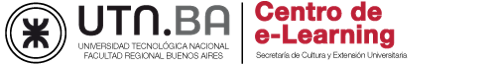 UTN.BA
UNIVERSIDAD TECNOLÓGICA NACIONAL
FACULTAD REGIONAL BUENOS AIRES
Centro de
e-Learning
Secretaría de Cultura y Extensión Universitaria